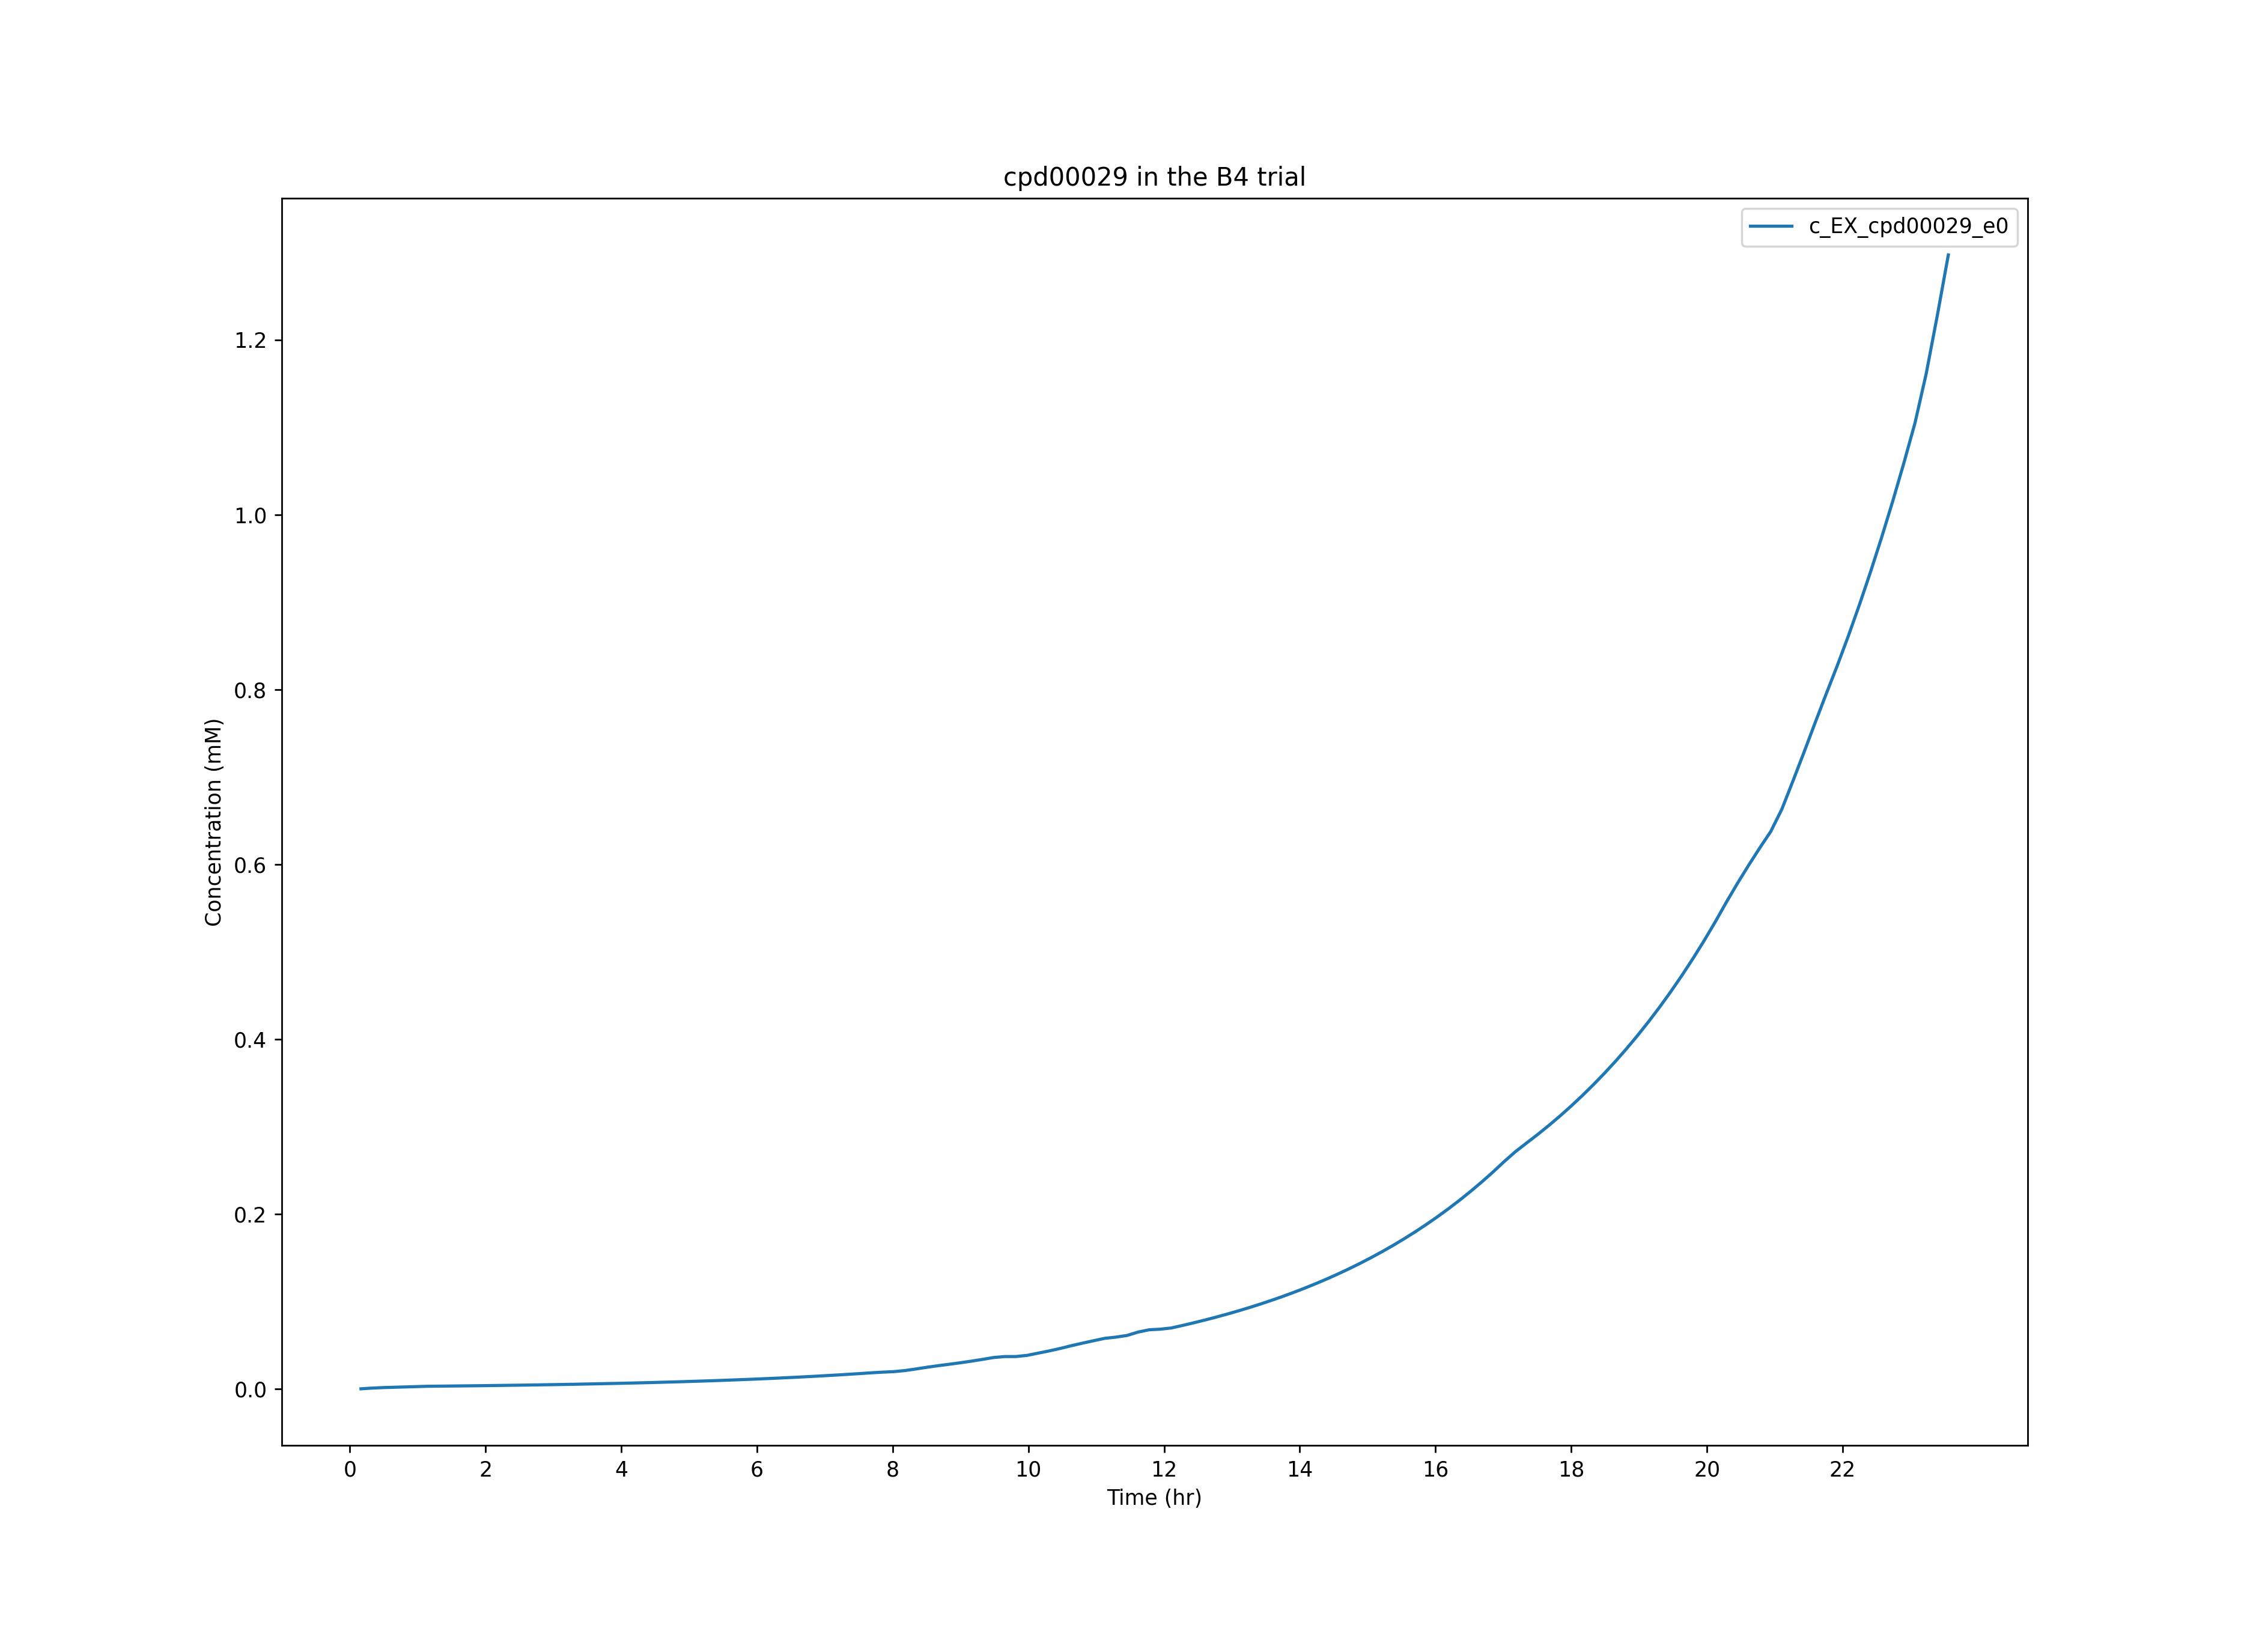 cpd00029 in the B4 trial
c_EX_cpd00029_e0
Concentration (mM)
1.2
1.0
0.8
0.6
0.4
0.2
0.0
0 2 4 6 8 10 12 14 16 18 20 22
Time (hr)